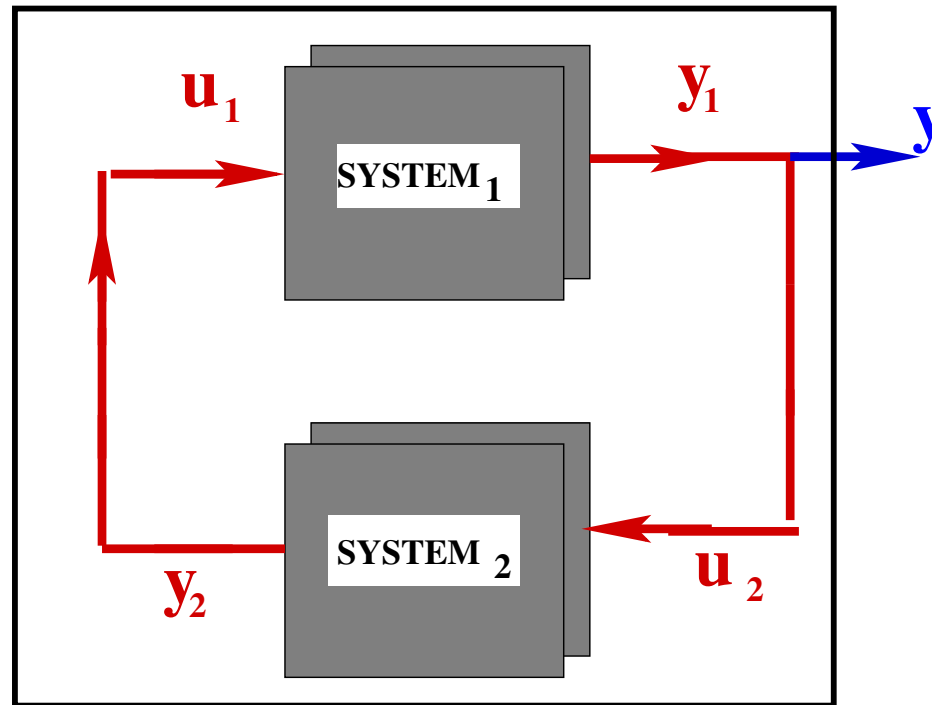 u₁
y₁
y
SYSTEM₁
SYSTEM ₂
y₂
u ₂